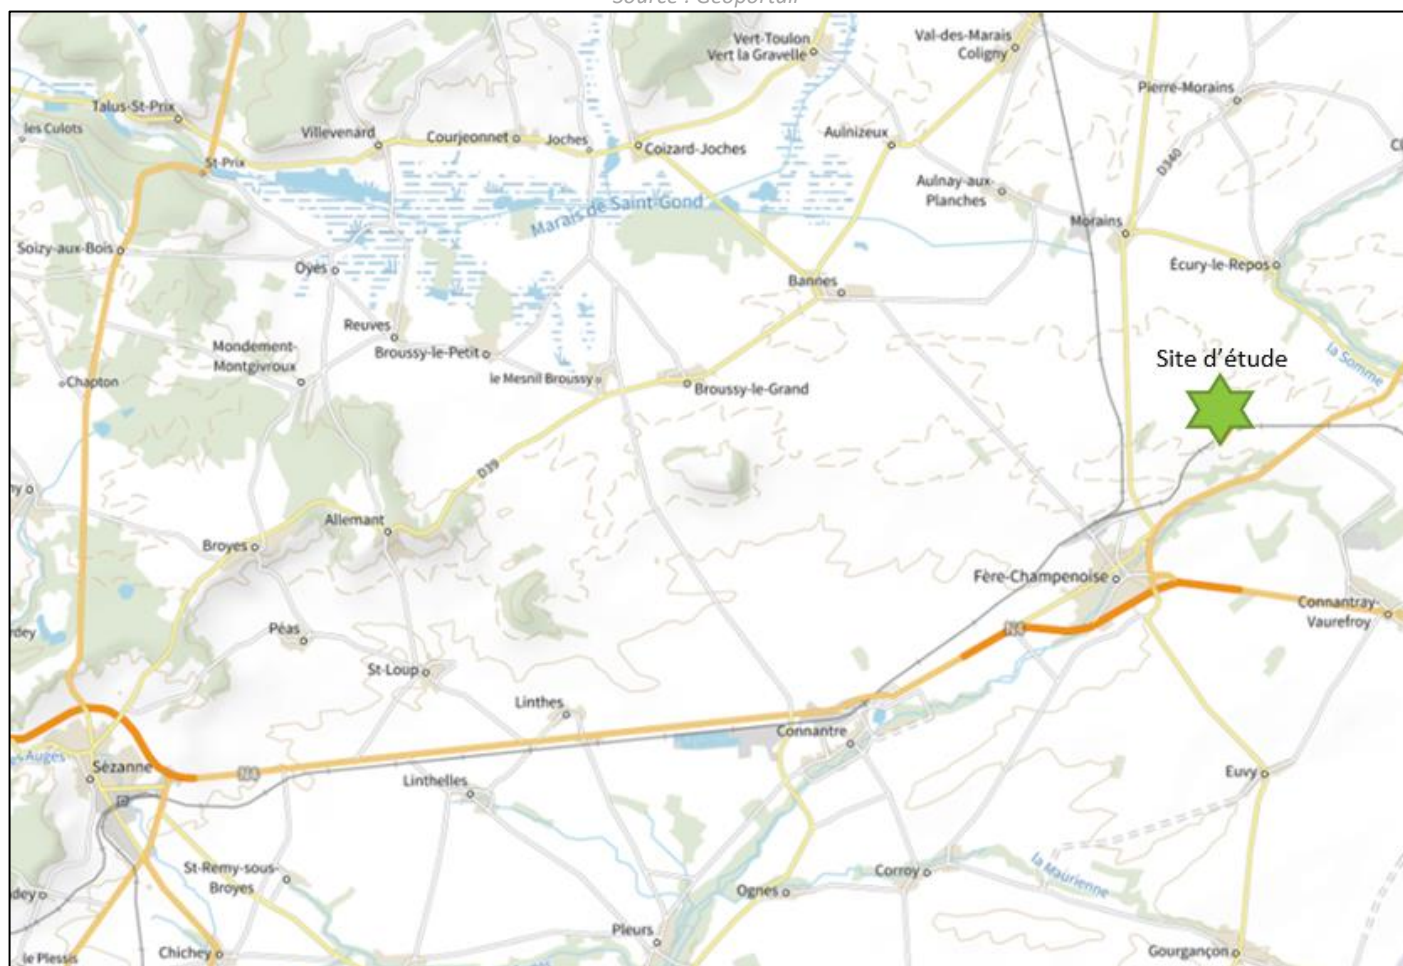 Source : Géoportail
Vert-Toulon
Vert la Gravelle
Val-des-Marais
Coligny
Pierre-Morains
Talus-St-Prix
les Culots
Villevenard
Courjeonnet
Joches
Coizard-Joches
Aulnizeux
D340
St-Prix
Aulnay-aux-
Planches
Marais de Saint-Gond
Morains
Soizy-aux-Bois
Oyes
Bannes
Écury-le-Repos
Reuves
Mondement-
Montgivroux
Broussy-le-Petit
la Somme
Site d'étude
Chapton
le Mesnil Broussy
Broussy-le-Grand
D39
Allemant
Broyes
Fère-Champenoise
Connantray-
Vaurefroy
N4
Péas
St-Loup
Linthes
Connantre
Auges
Sézanne
N4
Linthelles
Euvy
St-Remy-sous-
Broyes
Ognes
Corroy
la Maurienne
Pleurs
le Plessis
Chichey
Gourgançon